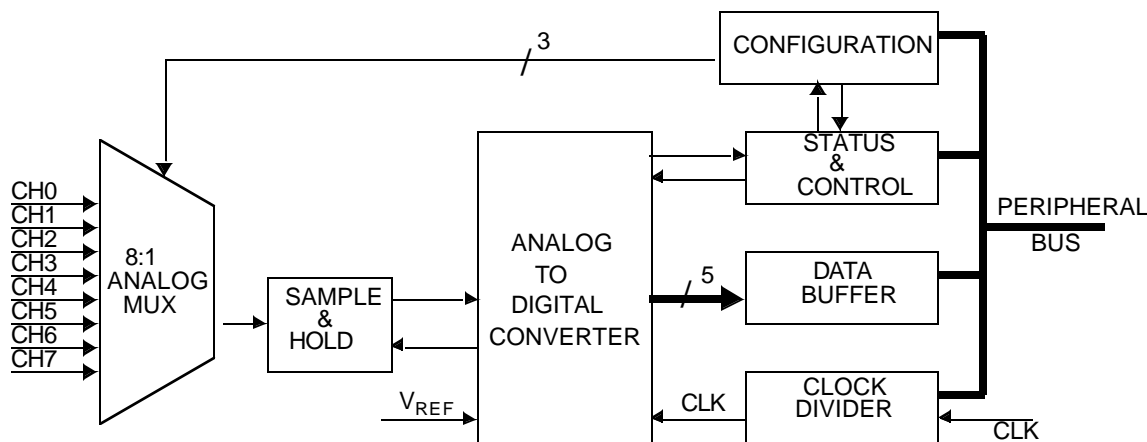 3
CONFIGURATION
STATUS
&
CONTROL
CH0
CH1
CH2
CH3
CH4
CH5
CH6
CH7
8:1
ANALOG
MUX
SAMPLE
&
HOLD
ANALOG
TO
DIGITAL
CONVERTER
5
DATA
BUFFER
PERIPHERAL
BUS
VREF
CLK
CLOCK
DIVIDER
CLK